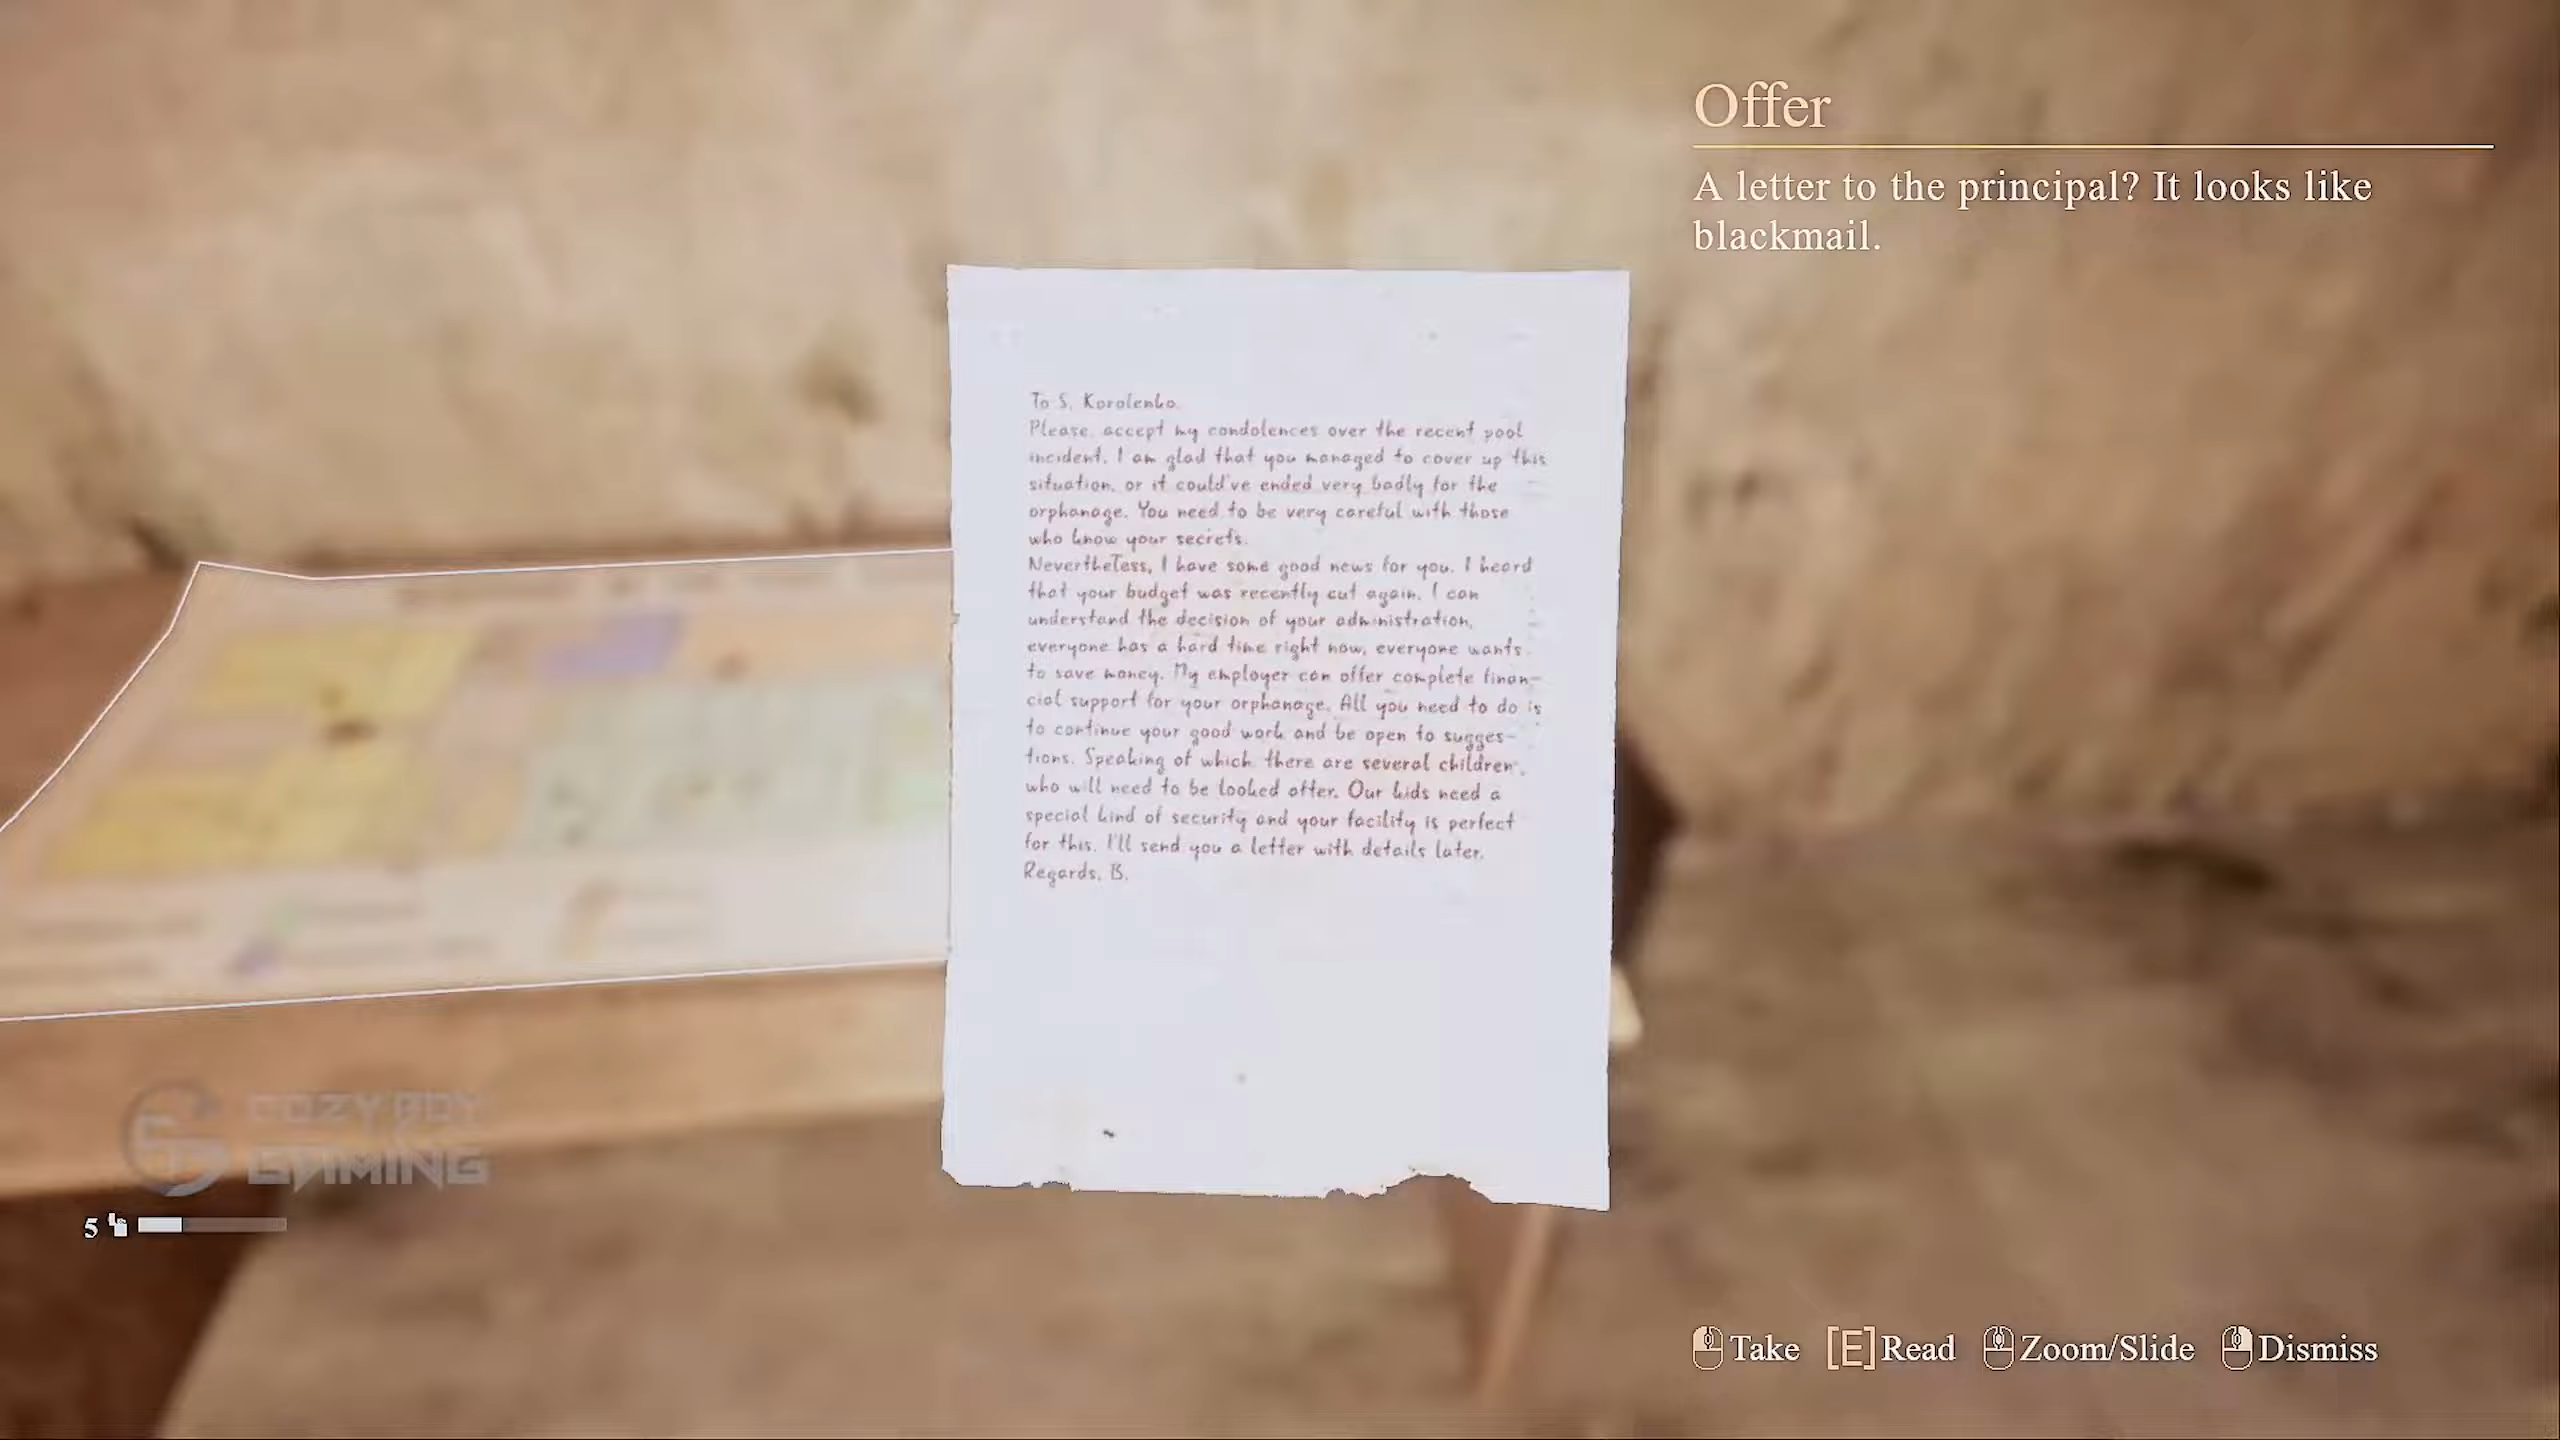 Offer
A letter to the principal? It looks like
blackmail.
To S. Korolenko.
Please, accept my condolences over the recent pool
incident. I am glad that you managed to cover up this
situation, or it could've ended very badly for the
orphanage. You need to be very careful with those
who know your secrets.
Nevertheless, I have some good news for you. I heard
that your budget was recently cut again. I can
understand the decision of your administration,
everyone has a hard time right now, everyone wants
to save money. My employer can offer complete finan-
cial support for your orphanage. All you need to do is
to continue your good work and be open to sugges-
tions. Speaking of which there are several children,
who will need to be looked after. Our kids need a
special kind of security and your facility is perfect
for this. I'll send you a letter with details later.
Regards, B.
COZYBOY
GAMING
5
Take [E] Read Zoom/Slide Dismiss